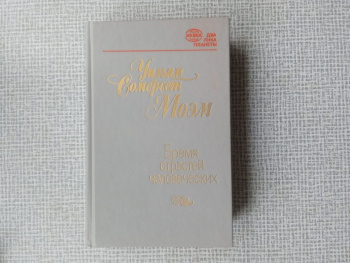 Уильям
Сомерсет
Моэм
Бремя
страстей
человеческих